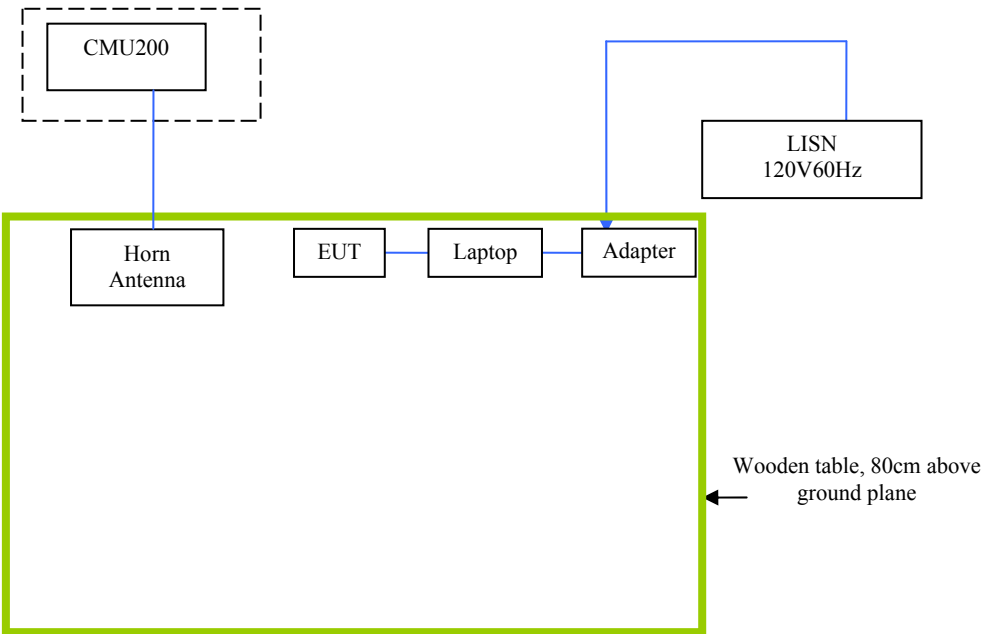 CMU200
LISN
120V60Hz
Horn
Antenna
EUT
Laptop
Adapter
Wooden table, 80cm above
ground plane